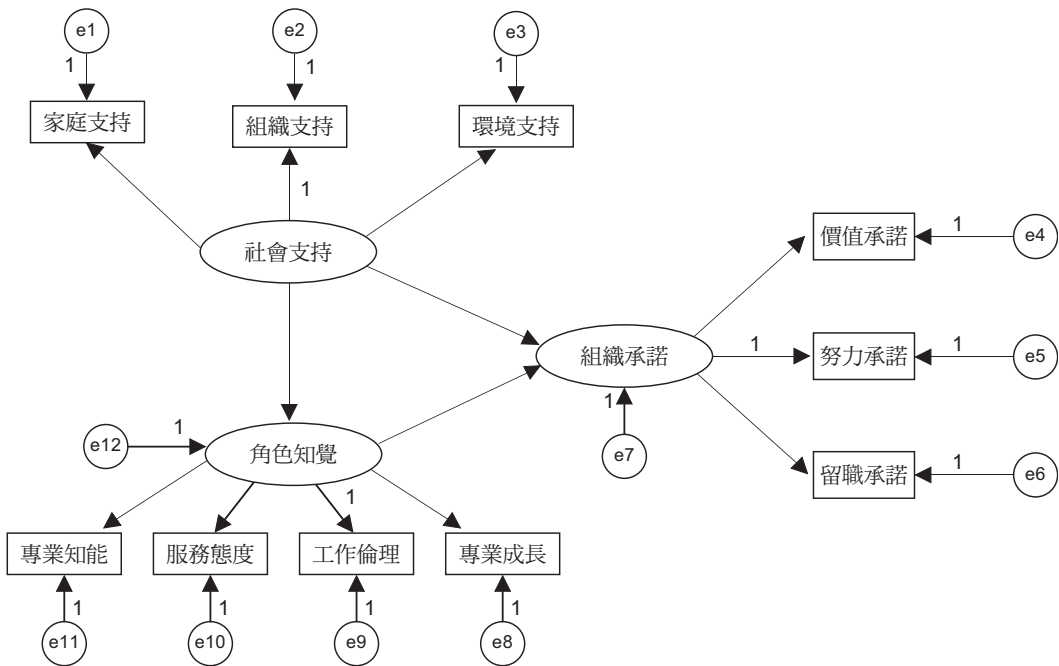 e1
e2
e3
1
1
1
家庭支持
組織支持
環境支持
1
社會支持
價值承諾
1
e4
組織承諾
1
努力承諾
1
e5
1
e7
留職承諾
1
e6
e12
1
角色知覺
1
專業知能
服務態度
工作倫理
專業成長
1
1
1
1
e11
e10
e9
e8